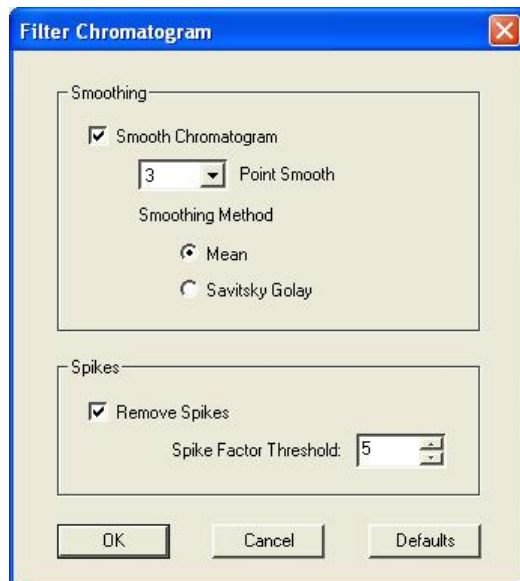 Filter Chromatogram
Smoothing
Smooth Chromatogram
3 Point Smooth
Smoothing Method
Mean
Savitsky Golay
Spikes
Remove Spikes
Spike Factor Threshold: 5
OK Cancel Defaults